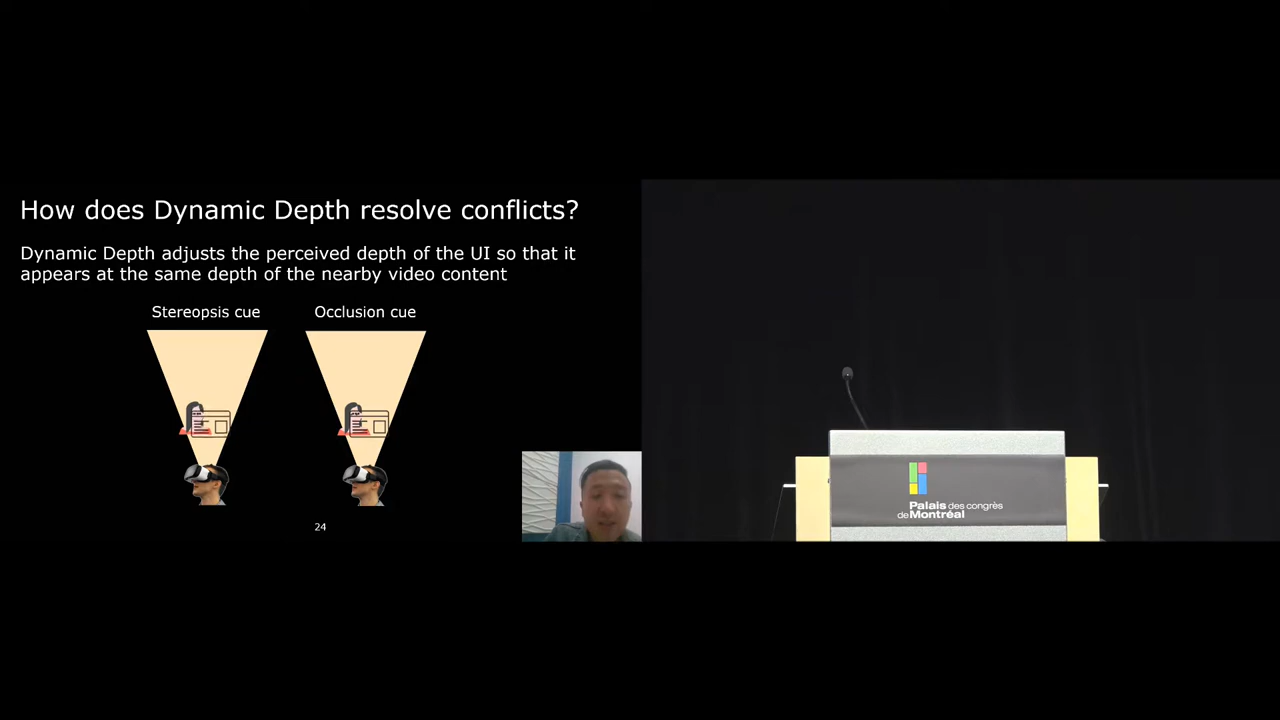 How does Dynamic Depth resolve conflicts?
Dynamic Depth adjusts the perceived depth of the UI so that it
appears at the same depth of the nearby video content
Stereopsis cue
Occlusion cue
24
Palais des congrès
de Montréal